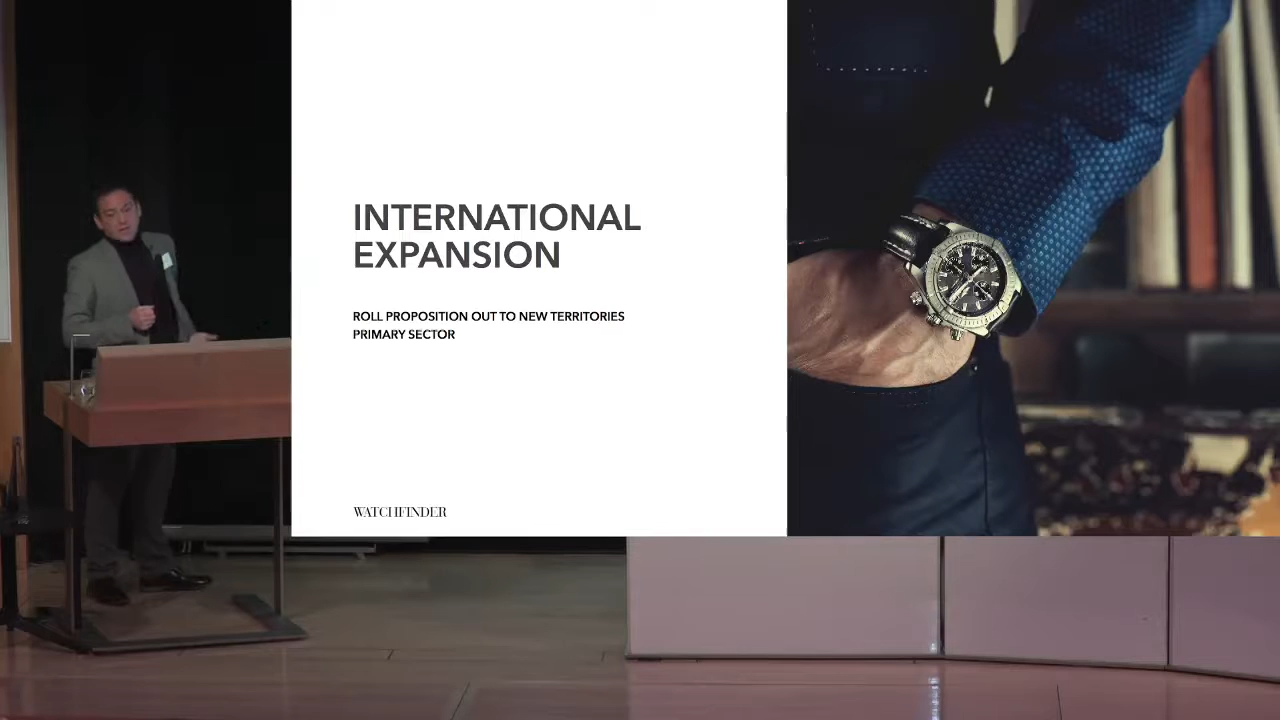 INTERNATIONAL
EXPANSION
ROLL PROPOSITION OUT TO NEW TERRITORIES
PRIMARY SECTOR
WATCHFINDER